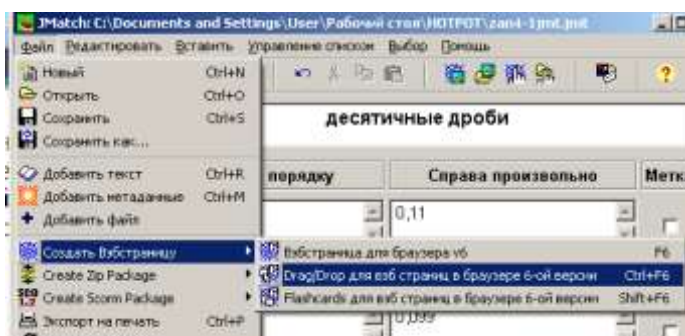 JMatch: C:\Documents and Settings\User\Рабочий стол\HOTPOT\zan4-1jmt.jmt
Файл Редактировать Вставить Управление списком Выбор Помощь
Новый Ctrl+N
Открыть Ctrl+O
Сохранить Ctrl+S
Сохранить как...
десятичные дроби
Добавить текст Ctrl+R
порядку Справа произвольно Метк
Добавить метаданные Ctrl+M
Добавить файл
0,11
Создать Вэбстраницу
Вэбстраница для браузера v6 F6
Create Zip Package
Drag/Drop для вэб страниц в браузере 6-ой версии Ctrl+F6
Create Scorm Package
Flashcards для вэб страниц в браузере 6-ой версии Shift+F6
Экспорт на печать Ctrl+P
0,099